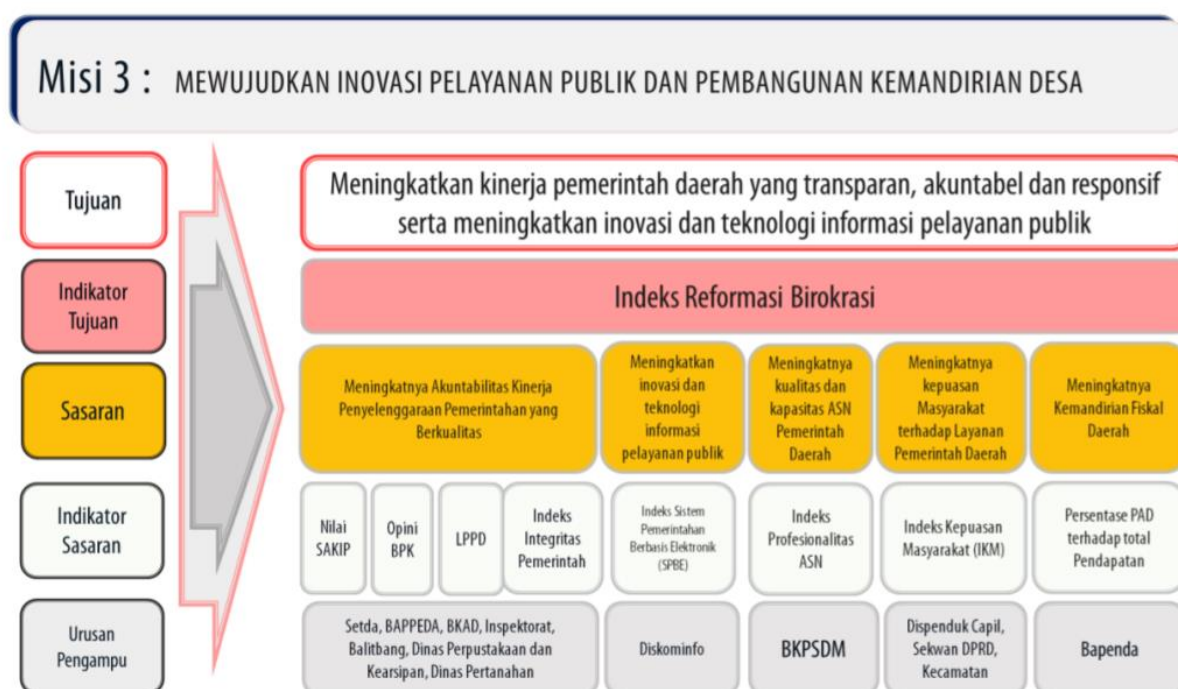 Misi 3 : MEWUJUDKAN INOVASI PELAYANAN PUBLIK DAN PEMBANGUNAN KEMANDIRIAN DESA
Tujuan
Meningkatkan kinerja pemerintah daerah yang transparan, akuntabel dan responsif
serta meningkatkan inovasi dan teknologi informasi pelayanan publik
Indikator
Tujuan
Indeks Reformasi Birokrasi
Sasaran
Meningkatnya Akuntabilitas Kinerja
Penyelenggaraan Pemerintahan yang
Berkualitas
Meningkatkan
inovasi dan
teknologi
informasi
pelayanan publik
Meningkatnya
kualitas dan
kapasitas ASN
Pemerintah
Daerah
Meningkatnya
kepuasan
Masyarakat
terhadap Layanan
Pemerintah Daerah
Meningkatnya
Kemandirian Fiskal
Daerah
Indikator
Sasaran
Nilai
SAKIP
Opini
BPK
LPPD
Indeks
Integritas
Pemerintah
Indeks Sistem
Pemerintahan
Berbasis Elektronik
(SPBE)
Indeks
Profesionalitas
ASN
Indeks Kepuasan
Masyarakat (IKM)
Persentase PAD
terhadap total
Pendapatan
Urusan
Pengampu
Setda, BAPPEDA, BKAD, Inspektorat,
Balitbang, Dinas Perpustakaan dan
Kearsipan, Dinas Pertanahan
Diskominfo
BKPSDM
Dispenduk Capil,
Sekwan DPRD,
Kecamatan
Bapenda